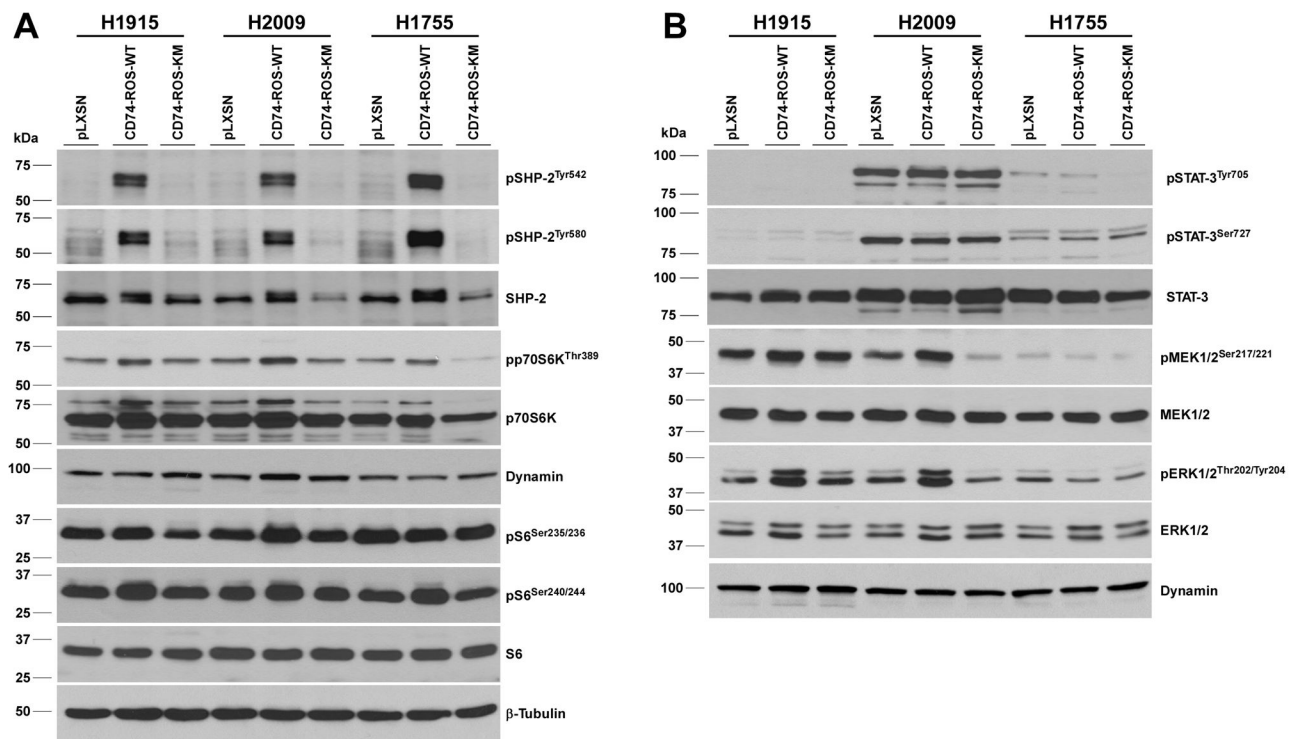 A
H1915 H2009 H1755
pLXSN CD74-ROS-WT CD74-ROS-KM pLXSN CD74-ROS-WT CD74-ROS-KM pLXSN CD74-ROS-WT CD74-ROS-KM
kDa
75
50
pSHP-2Tyr542
75
50
pSHP-2Tyr580
75
50
SHP-2
75
50
pp70S6KThr389
75
50
p70S6K
100
Dynamin
37
25
pS6Ser235/236
37
25
pS6Ser240/244
37
25
S6
50
β-Tubulin
B
H1915 H2009 H1755
pLXSN CD74-ROS-WT CD74-ROS-KM pLXSN CD74-ROS-WT CD74-ROS-KM pLXSN CD74-ROS-WT CD74-ROS-KM
kDa
100
75
pSTAT-3Tyr705
100
75
pSTAT-3Ser727
100
75
STAT-3
50
37
pMEK1/2Ser217/221
50
37
MEK1/2
50
37
pERK1/2Thr202/Tyr204
50
37
ERK1/2
100
Dynamin